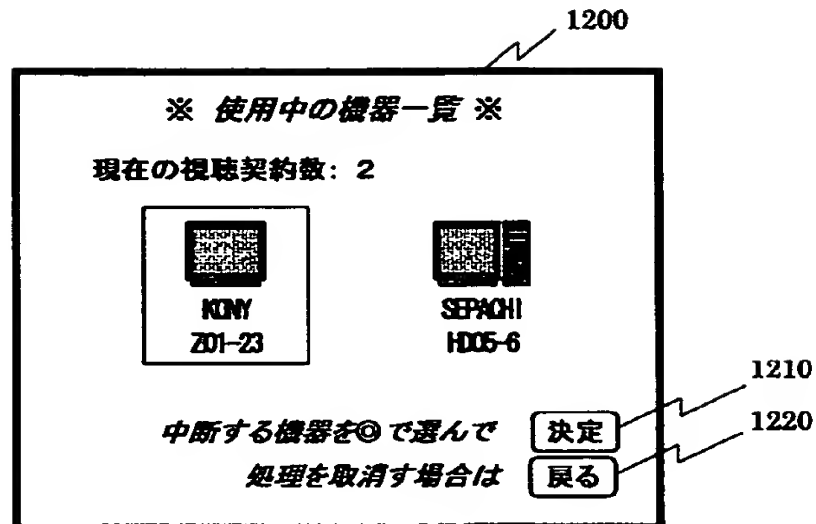 1200
※ 使用中の機器一覧 ※
現在の視聴契約数: 2
KONY
Z01-23
SEPACHI
HD05-6
1210
中断する機器を◎で選んで 決定
1220
処理を取消す場合は 戻る